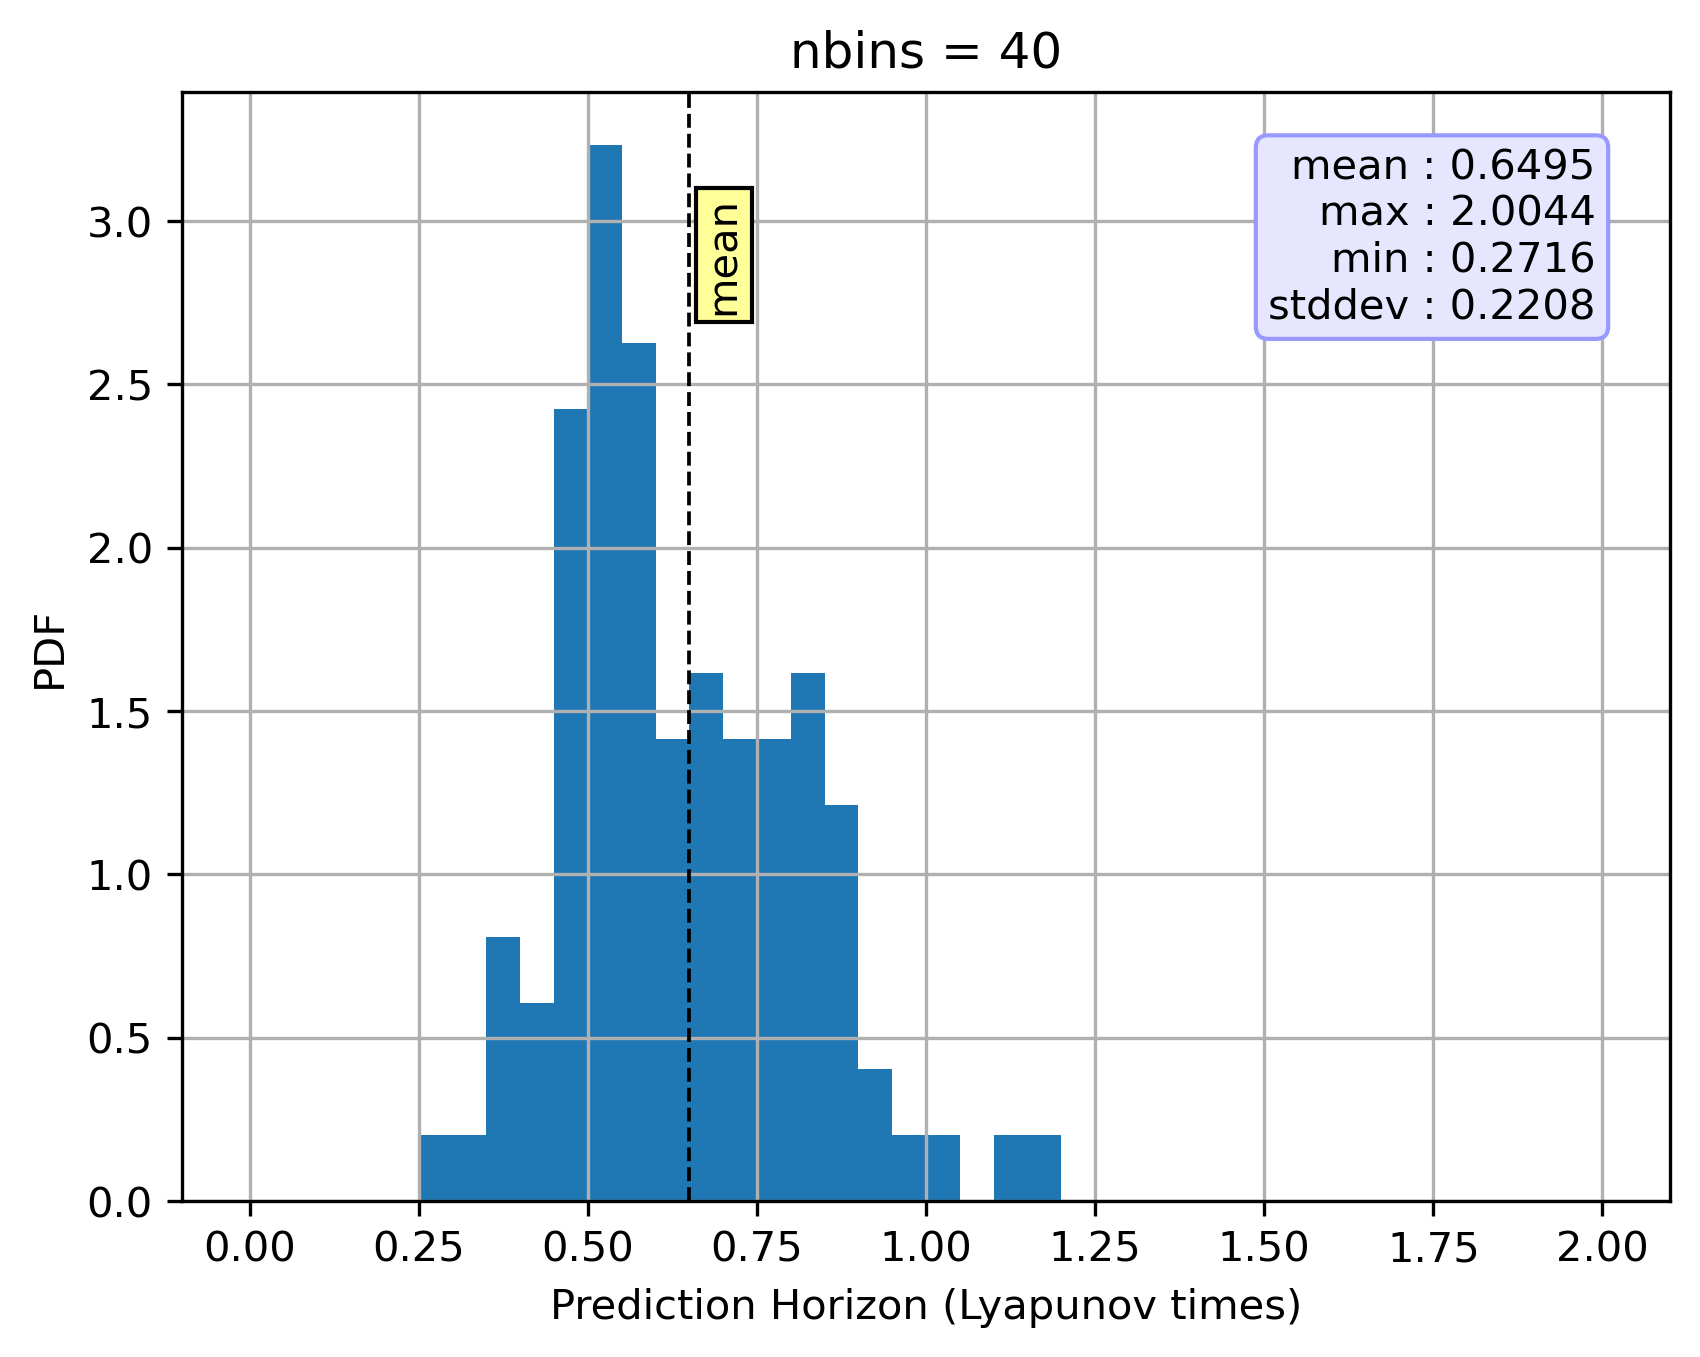 nbins = 40
mean : 0.6495
max : 2.0044
min : 0.2716
stddev : 0.2208
mean
PDF
3.0
2.5
2.0
1.5
1.0
0.5
0.0
0.00 0.25 0.50 0.75 1.00 1.25 1.50 1.75 2.00
Prediction Horizon (Lyapunov times)